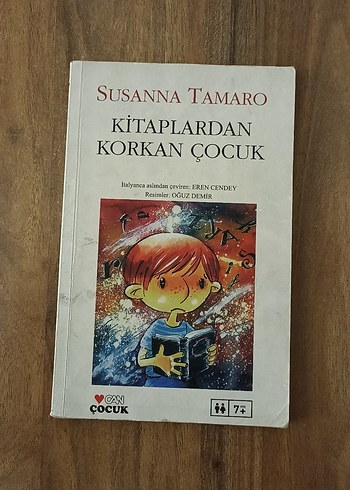 SUSANNA TAMARO
KİTAPLARDAN
KORKAN ÇOCUK
İtalyanca aslından çeviren: EREN CENDEY
Resimler: OĞUZ DEMİR
CAN
ÇOCUK
7+